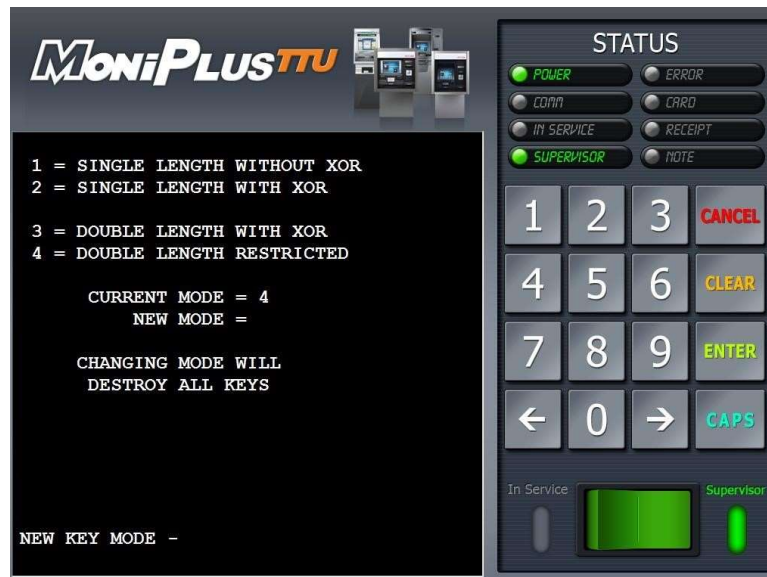 MoniPlus TTU
1 = SINGLE LENGTH WITHOUT XOR
2 = SINGLE LENGTH WITH XOR
3 = DOUBLE LENGTH WITH XOR
4 = DOUBLE LENGTH RESTRICTED
CURRENT MODE = 4
NEW MODE =
CHANGING MODE WILL
DESTROY ALL KEYS
NEW KEY MODE -
STATUS
POWER ERROR
COMM CARD
IN SERVICE RECEIPT
SUPERVISOR NOTE
1 2 3 CANCEL
4 5 6 CLEAR
7 8 9 ENTER
← 0 → CAPS
In Service Supervisor